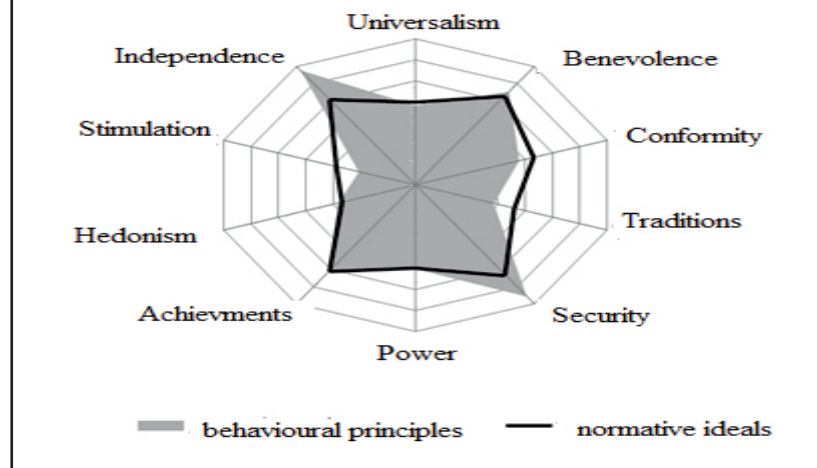 Universalism
Independence
Benevolence
Stimulation
Conformity
Hedonism
Traditions
Achievments
Security
Power
behavioural principles
normative ideals